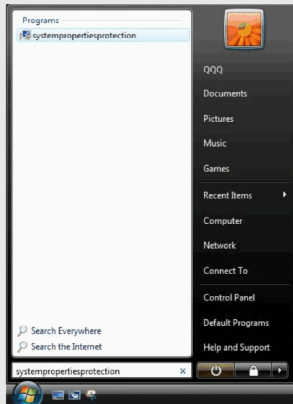 Programs
systempropertiesprotection
Search Everywhere
Search the Internet
systempropertiesprotection
QQQ
Documents
Pictures
Music
Games
Recent Items
Computer
Network
Connect To
Control Panel
Default Programs
Help and Support